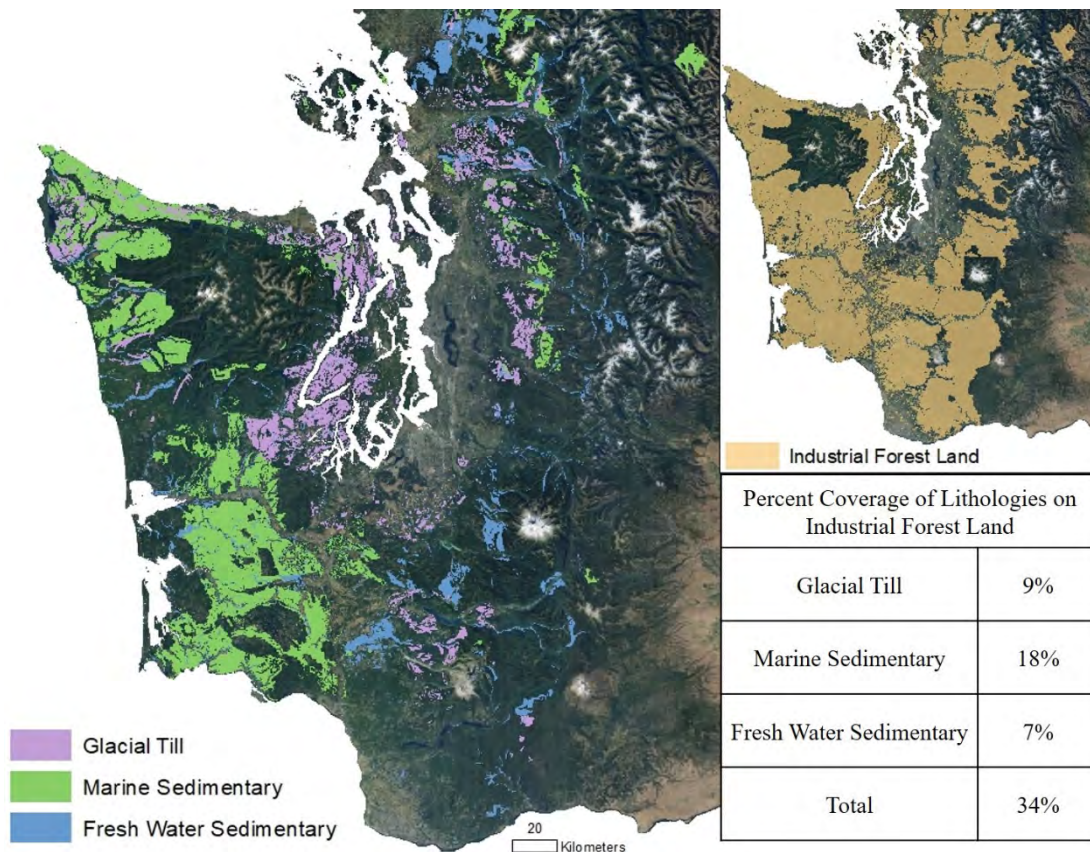 Glacial Till
Marine Sedimentary
Fresh Water Sedimentary
20
Kilometers
Industrial Forest Land
Percent Coverage of Lithologies on
Industrial Forest Land
Glacial Till 9%
Marine Sedimentary 18%
Fresh Water Sedimentary 7%
Total 34%